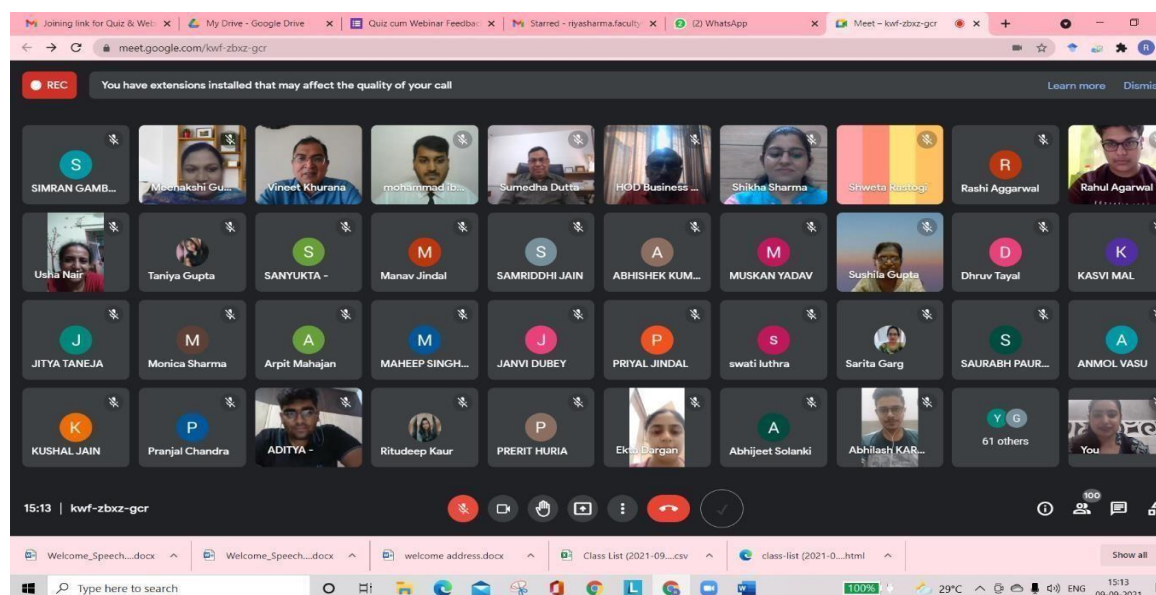 Joining link for Quiz & Web
My Drive - Google Drive
Quiz cum Webinar Feedbac
Starred - riyasharma.faculty
(2) WhatsApp
Meet – kwf-zbxz-gcr
meet.google.com/kwf-zbxz-gcr
REC
You have extensions installed that may affect the quality of your call
Learn more
Dismis
S
SIMRAN GAMB...
Meenakshi Gu...
Vineet Khurana
mohammad ib...
Sumedha Dutta
HOD Business ...
Shikha Sharma
Shweta Rastogi
R
Rashi Aggarwal
Rahul Agarwal
Usha Nair
Taniya Gupta
S
SANYUKTA -
M
Manav Jindal
S
SAMRIDDHI JAIN
A
ABHISHEK KUM...
M
MUSKAN YADAV
Sushila Gupta
D
Dhruv Tayal
K
KASVI MAL
J
JITYA TANEJA
M
Monica Sharma
A
Arpit Mahajan
M
MAHEEP SINGH...
J
JANVI DUBEY
P
PRIYAL JINDAL
s
swati luthra
Sarita Garg
S
SAURABH PAUR...
A
ANMOL VASU
K
KUSHAL JAIN
P
Pranjal Chandra
ADITYA -
Ritudeep Kaur
P
PRERIT HURIA
Ekta Dargan
A
Abhijeet Solanki
Abhilash KAR...
Y G
61 others
You
15:13 | kwf-zbxz-gcr
100
Welcome_Speech....docx
Welcome_Speech....docx
welcome address.docx
Class List (2021-09....csv
class-list (2021-0....html
Show all
Type here to search
100%
29°C
ENG
15:13
09-09-2021